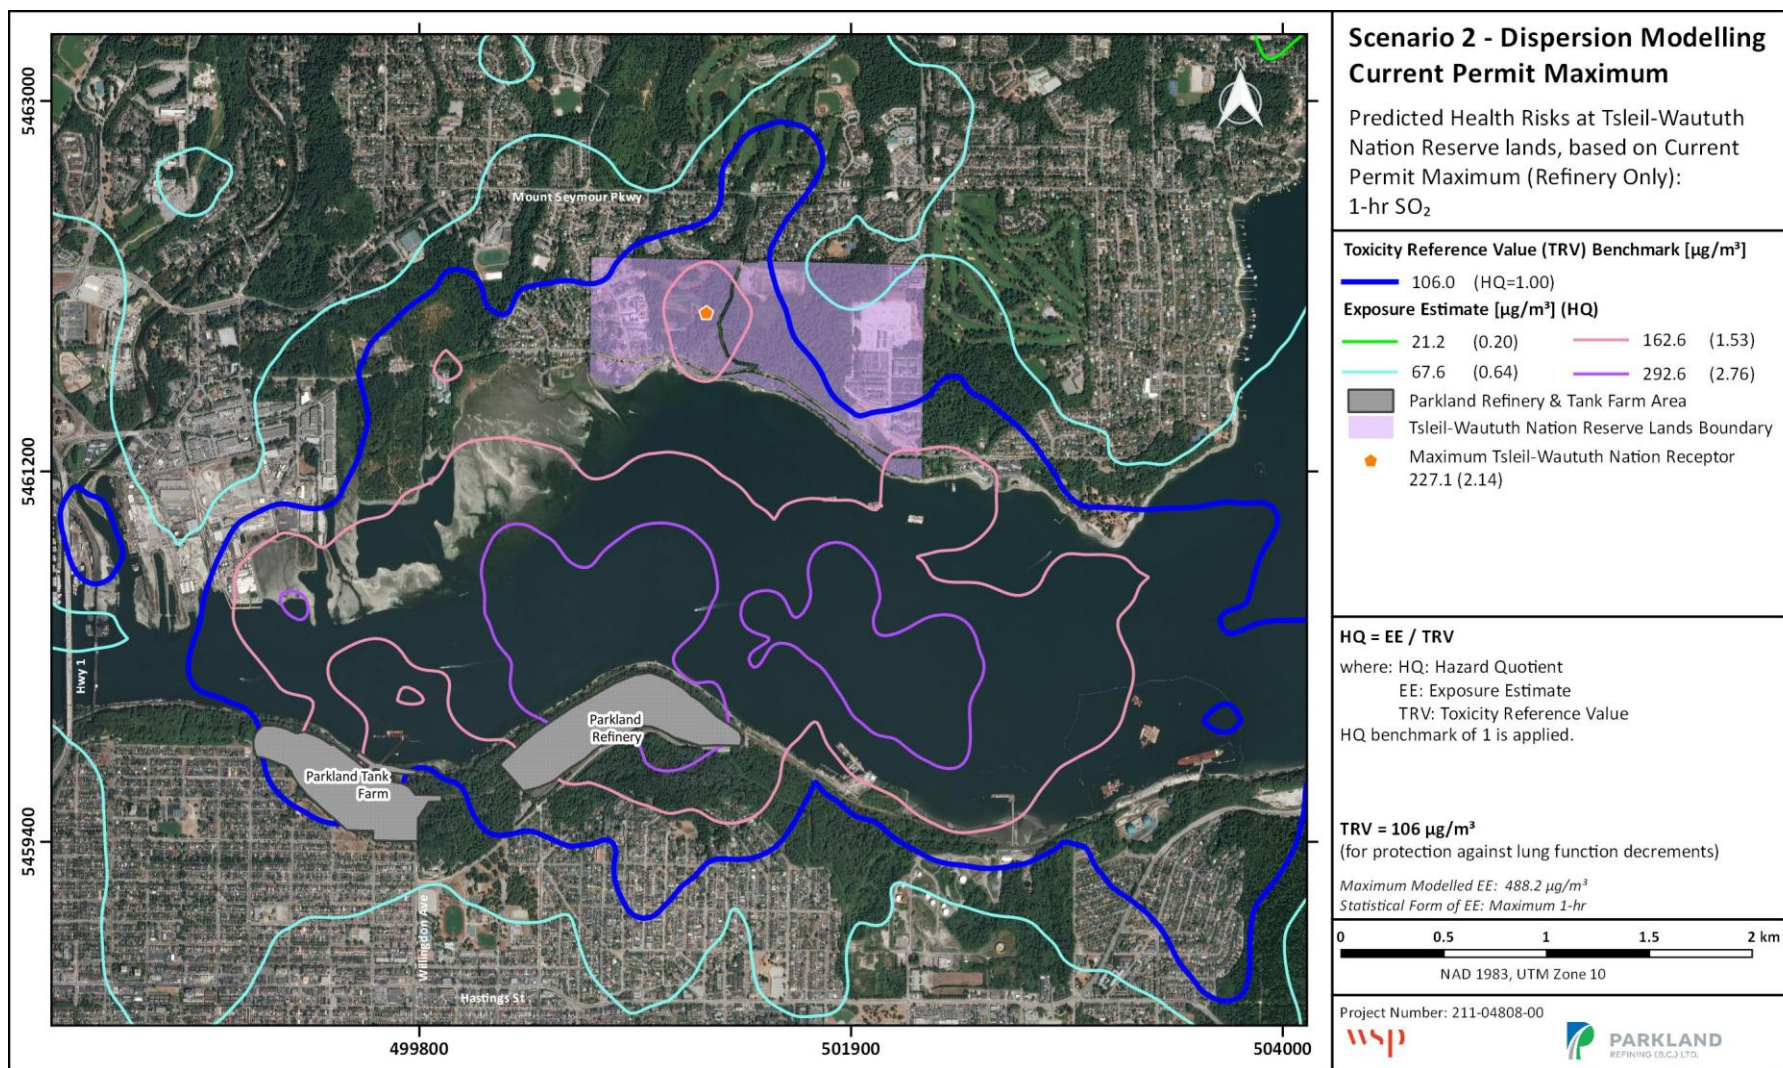 Scenario 2 - Dispersion Modelling
Current Permit Maximum
Predicted Health Risks at Tsleil-Waututh
Nation Reserve lands, based on Current
Permit Maximum (Refinery Only):
1-hr SO₂
Toxicity Reference Value (TRV) Benchmark [µg/m³]
106.0 (HQ=1.00)
Exposure Estimate [µg/m³] (HQ)
21.2 (0.20)
162.6 (1.53)
67.6 (0.64)
292.6 (2.76)
Parkland Refinery & Tank Farm Area
Tsleil-Waututh Nation Reserve Lands Boundary
Maximum Tsleil-Waututh Nation Receptor
227.1 (2.14)
HQ = EE / TRV
where: HQ: Hazard Quotient
EE: Exposure Estimate
TRV: Toxicity Reference Value
HQ benchmark of 1 is applied.
TRV = 106 µg/m³
(for protection against lung function decrements)
Maximum Modelled EE: 488.2 µg/m³
Statistical Form of EE: Maximum 1-hr
0 0.5 1 1.5 2 km
NAD 1983, UTM Zone 10
Project Number: 211-04808-00
wsp
PARKLAND
REFINING (B.C.) LTD.
N
Mount Seymour Pkwy
Hwy 1
Parkland
Refinery
Parkland Tank
Farm
Willingdon Ave
Hastings St
5463000
5461200
5459400
499800
501900
504000